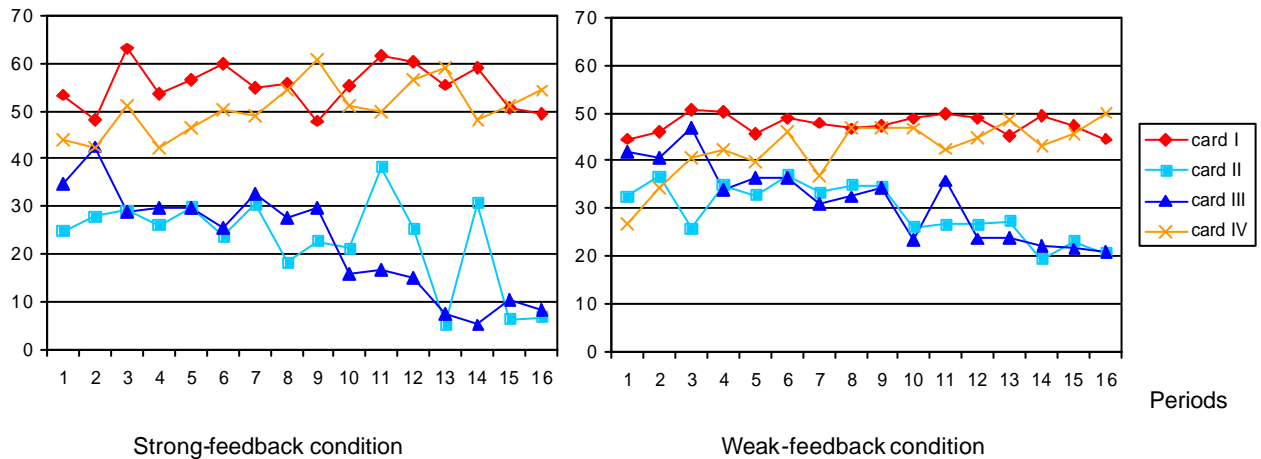 70
60
50
40
30
20
10
0
1 2 3 4 5 6 7 8 9 10 11 12 13 14 15 16
Strong-feedback condition
70
60
50
40
30
20
10
0
1 2 3 4 5 6 7 8 9 10 11 12 13 14 15 16
Weak-feedback condition
card I
card II
card III
card IV
Periods